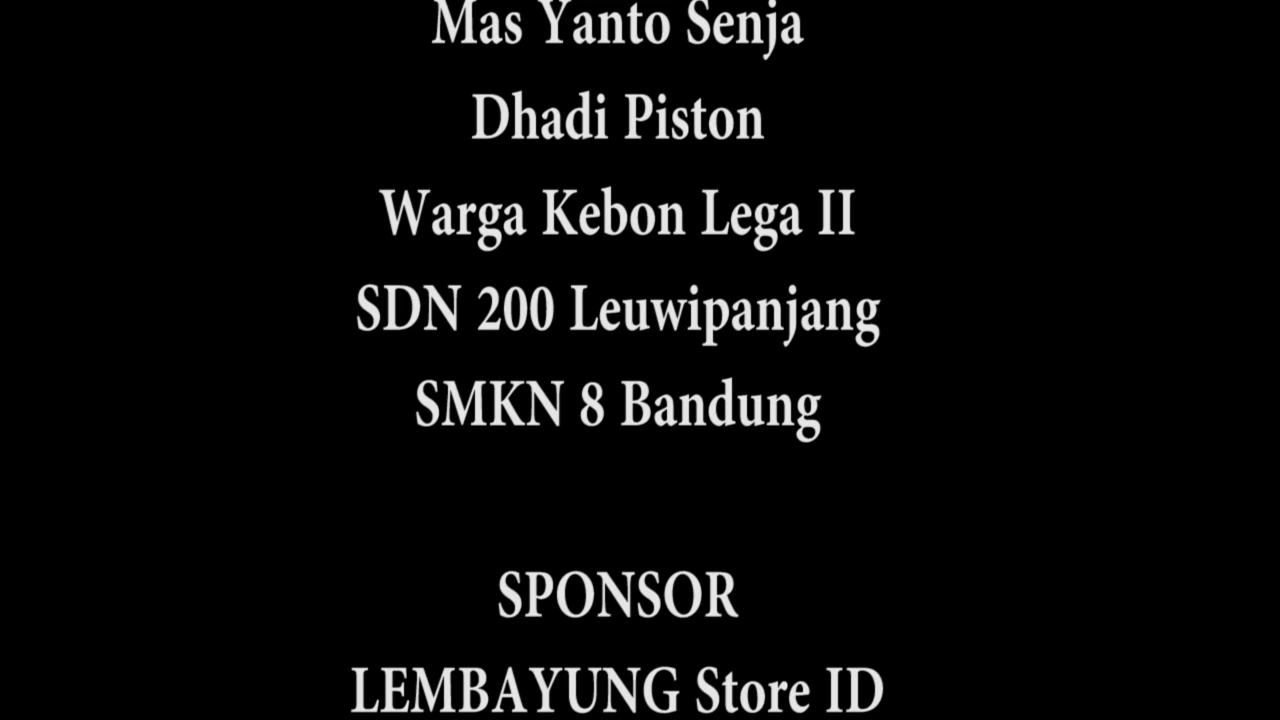 Mas Yanto Senja
Dhadi Piston
Warga Kebon Lega II
SDN 200 Leuwipanjang
SMKN 8 Bandung
SPONSOR
LEMBAYUNG Store ID